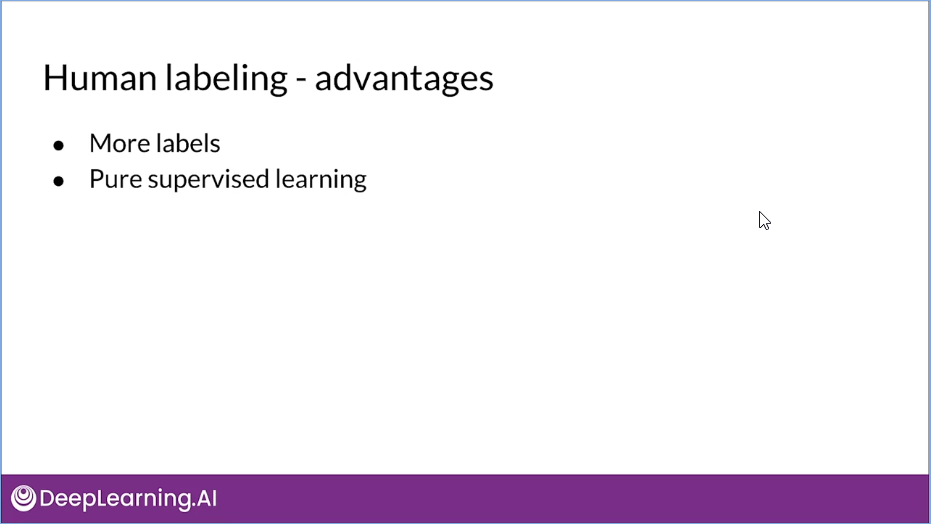 Human labeling - advantages
● More labels
● Pure supervised learning
DeepLearning.AI